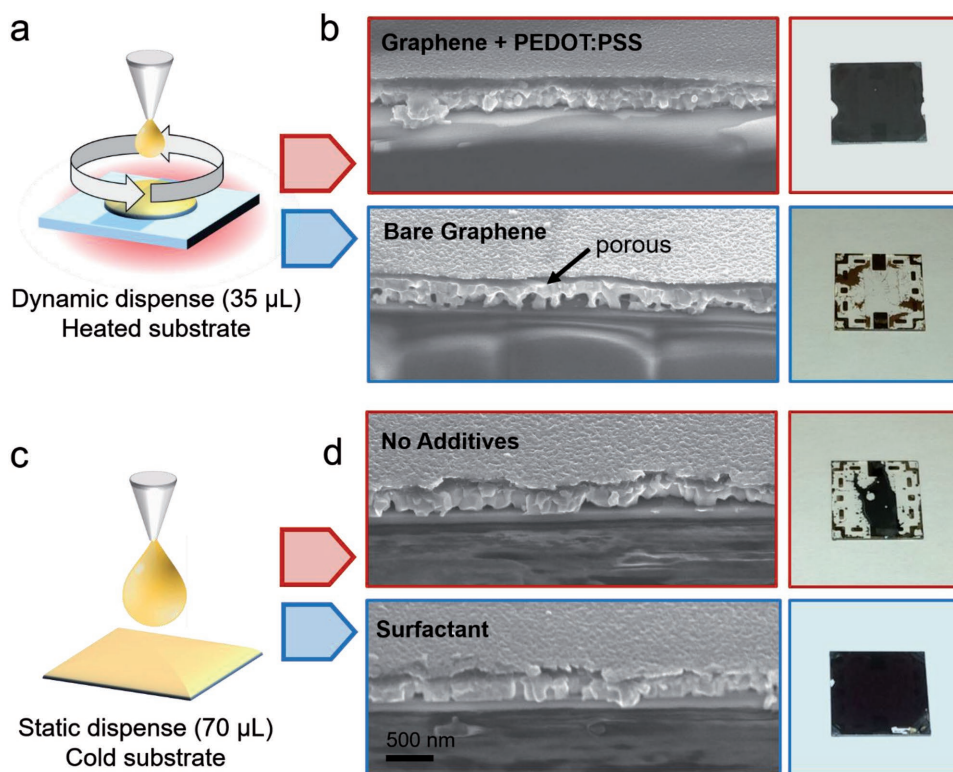 a
b
Graphene + PEDOT:PSS
Bare Graphene
porous
Dynamic dispense (35 µL)
Heated substrate
c
d
No Additives
Surfactant
500 nm
Static dispense (70 µL)
Cold substrate